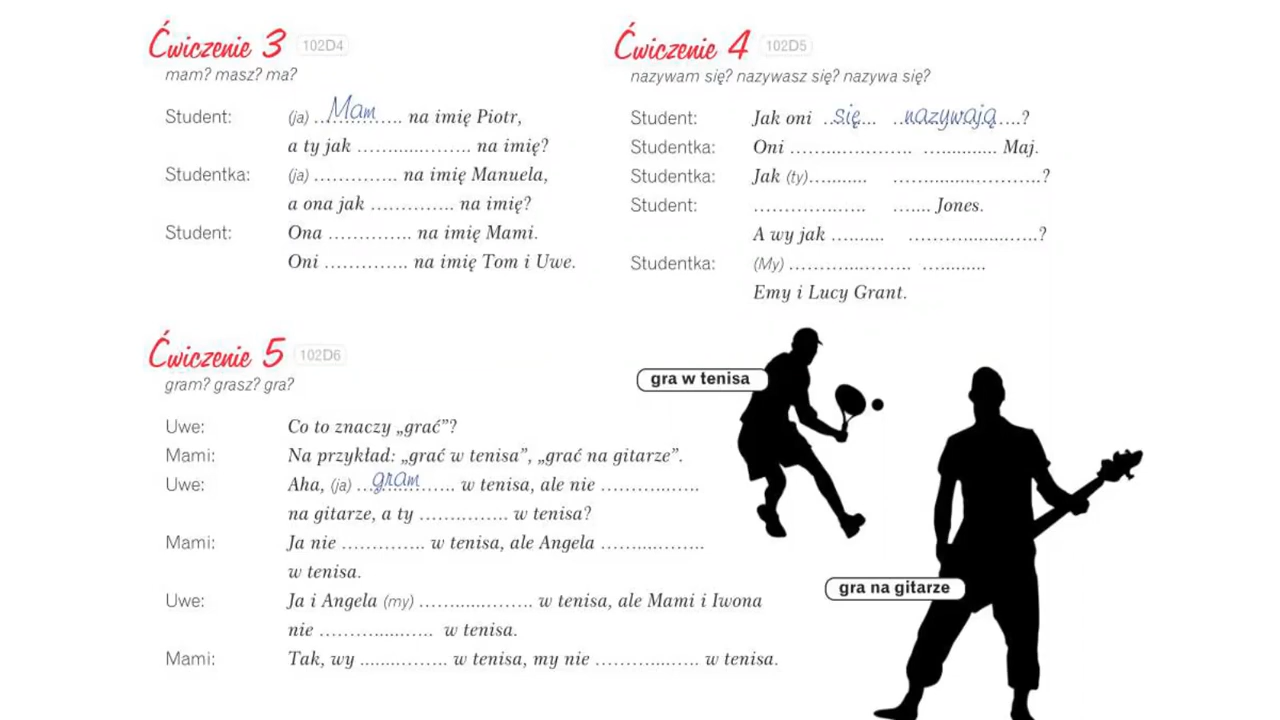 Ćwiczenie 3 102D4
mam? masz? ma?
Student: (ja) ...Mam....... na imię Piotr,
a ty jak .................... na imię?
Studentka: (ja) .............. na imię Manuela,
a ona jak .............. na imię?
Student: Ona .............. na imię Mami.
Oni .............. na imię Tom i Uwe.
Ćwiczenie 4 102D5
nazywam się? nazywasz się? nazywa się?
Student: Jak oni ...się... ...nazywają....?
Studentka: Oni ..................... ............ Maj.
Studentka: Jak (ty).......... ..........................?
Student: ................... ....... Jones.
A wy jak ......... ........................?
Studentka: (My) ..................... ...........
Emy i Lucy Grant.
Ćwiczenie 5 102D6
gram? grasz? gra?
Uwe: Co to znaczy „grać”?
Mami: Na przykład: „grać w tenisa”, „grać na gitarze”.
Uwe: Aha, (ja) ...gram...... w tenisa, ale nie .................
na gitarze, a ty ............... w tenisa?
Mami: Ja nie .............. w tenisa, ale Angela ..................
w tenisa.
Uwe: Ja i Angela (my) .................... w tenisa, ale Mami i Iwona
nie .................... w tenisa.
Mami: Tak, wy ................ w tenisa, my nie .................. w tenisa.
gra w tenisa
gra na gitarze